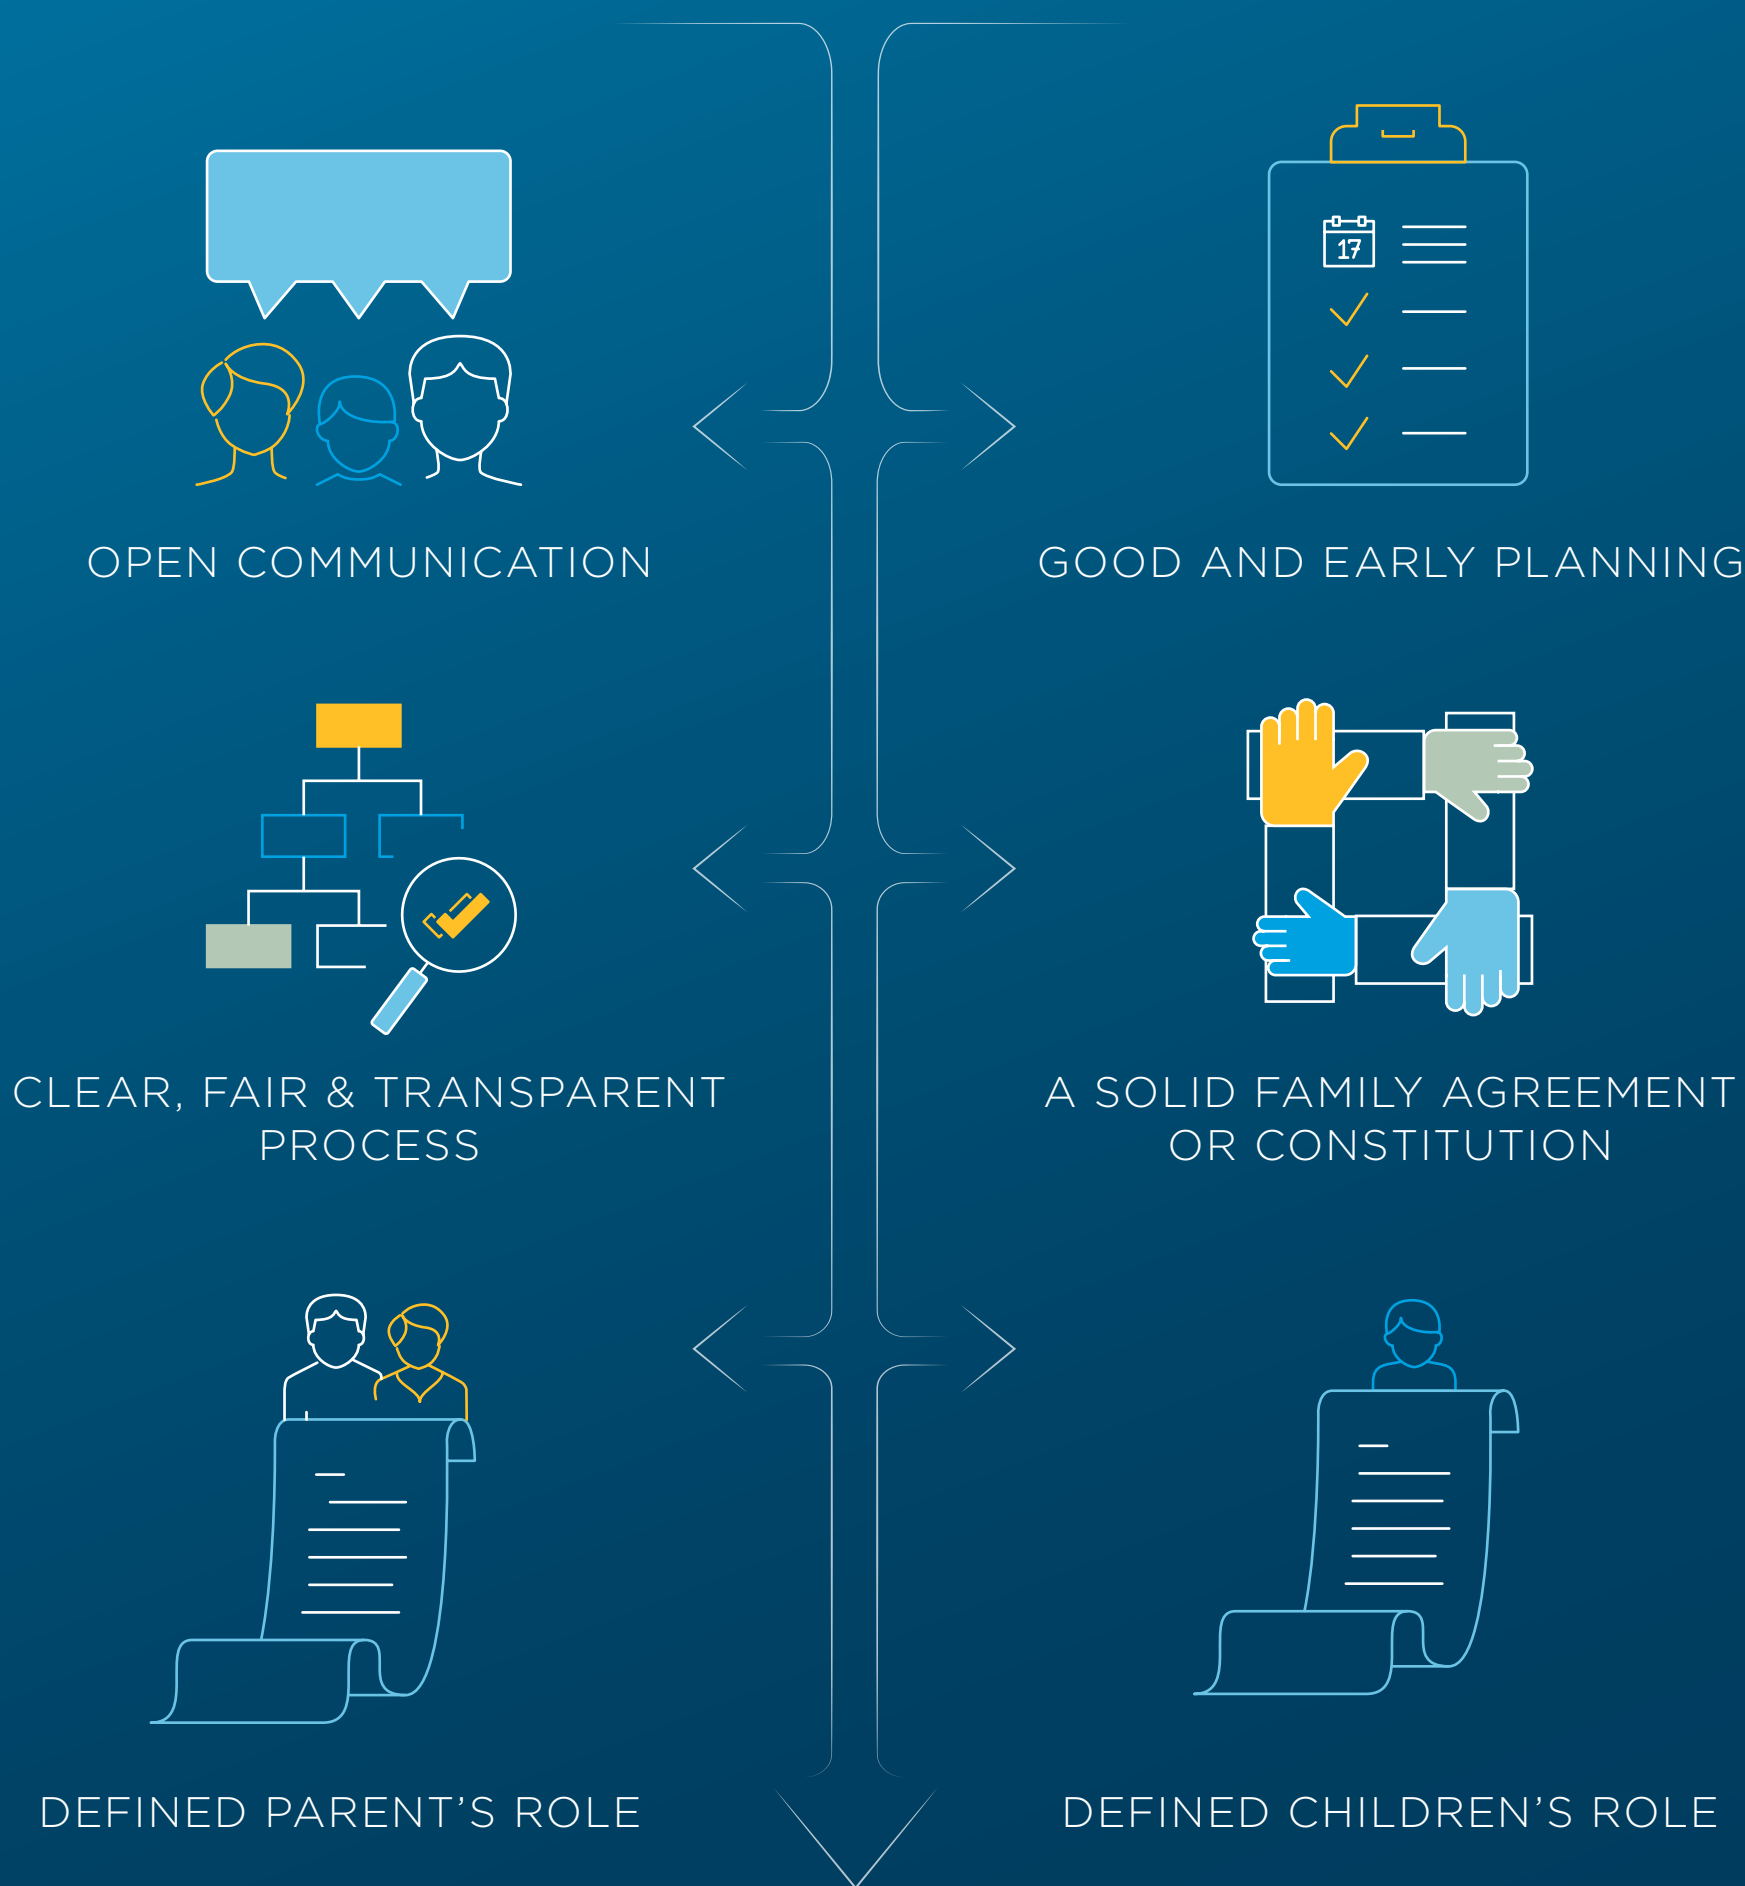 17
OPEN COMMUNICATION
GOOD AND EARLY PLANNING
CLEAR, FAIR & TRANSPARENT
PROCESS
A SOLID FAMILY AGREEMENT
OR CONSTITUTION
DEFINED PARENT’S ROLE
DEFINED CHILDREN’S ROLE